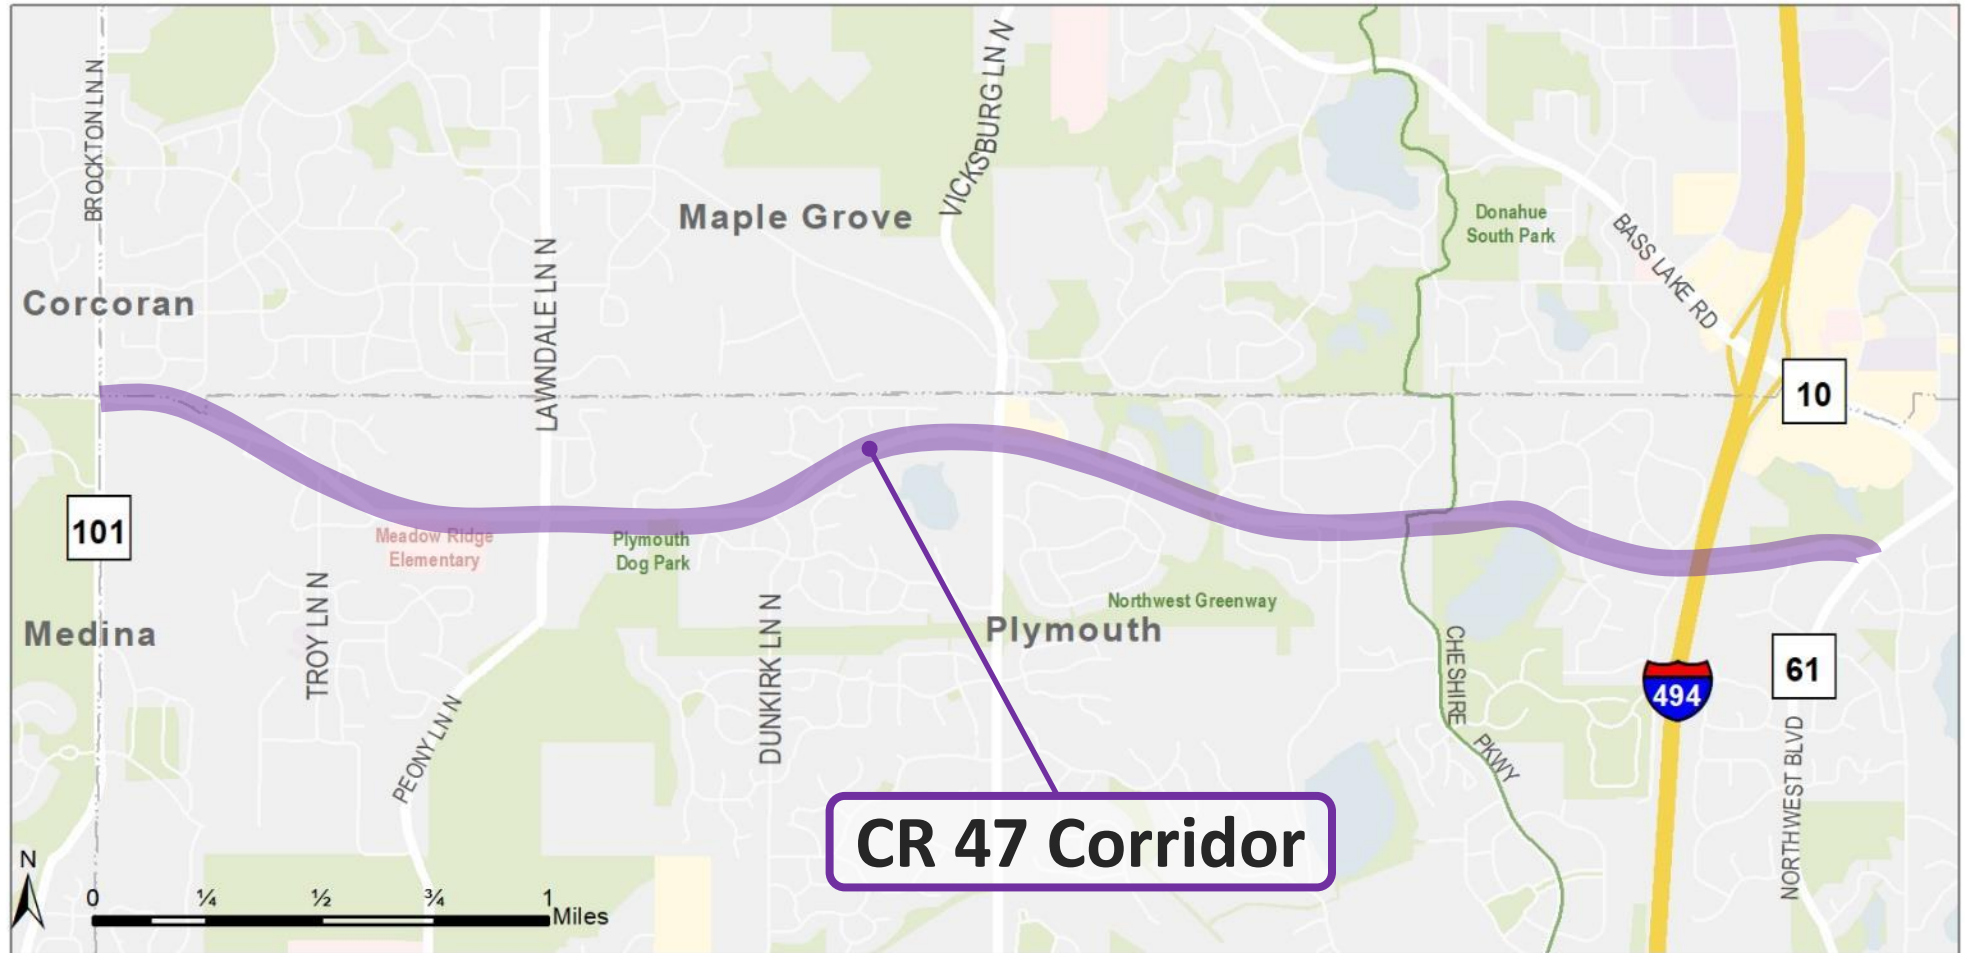 BROCKTON LN N
VICKSBURG LN N
Maple Grove
Donahue
South Park
BASS LAKE RD
Corcoran
LAWNDALE LN N
10
101
Meadow Ridge
Elementary
Plymouth
Dog Park
Northwest Greenway
Plymouth
Medina
TROY LN N
DUNKIRK LN N
CHESHIRE
PKWY
61
494
PEONY LN N
NORTHWEST BLVD
CR 47 Corridor
N
0 ¼ ½ ¾ 1
Miles